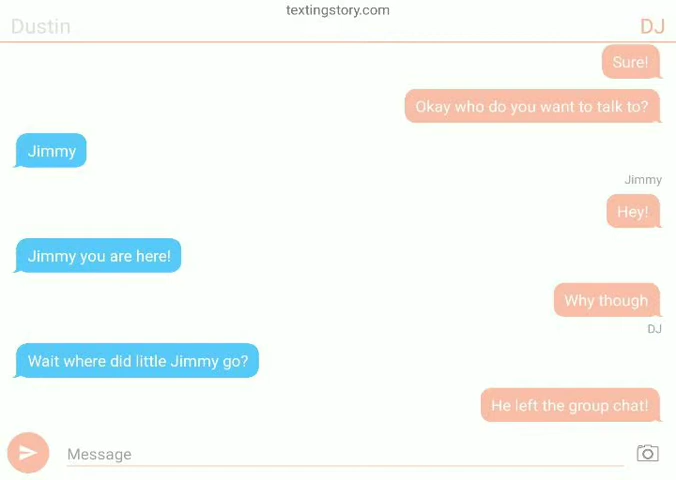 textingstory.com
Dustin
DJ
Sure!
Okay who do you want to talk to?
Jimmy
Jimmy
Hey!
Jimmy you are here!
Why though
DJ
Wait where did little Jimmy go?
He left the group chat!
Message